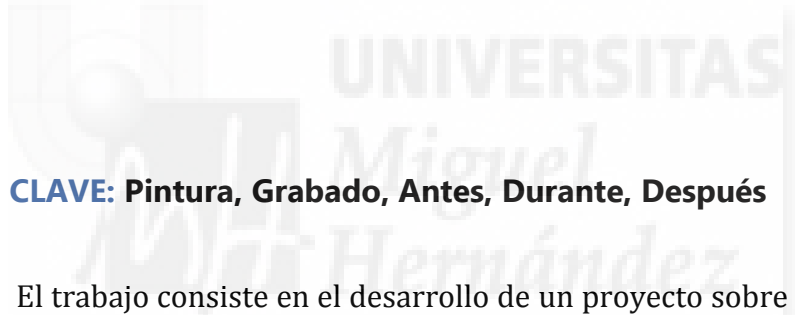 UNIVERSITAS
Miguel
CLAVE: Pintura, Grabado, Antes, Durante, Después
Hernández
El trabajo consiste en el desarrollo de un proyecto sobre